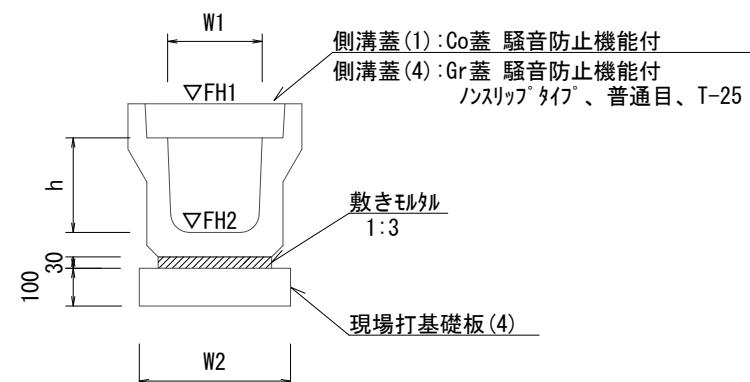 W1
側溝蓋(1):Co蓋 騒音防止機能付
側溝蓋(4):Gr蓋 騒音防止機能付
ﾉﾝｽﾘｯﾌﾟﾀｲﾌﾟ、普通目、T-25
▽FH1
h
▽FH2
敷きﾓﾙﾀﾙ
1:3
30
100
現場打基礎板(4)
W2